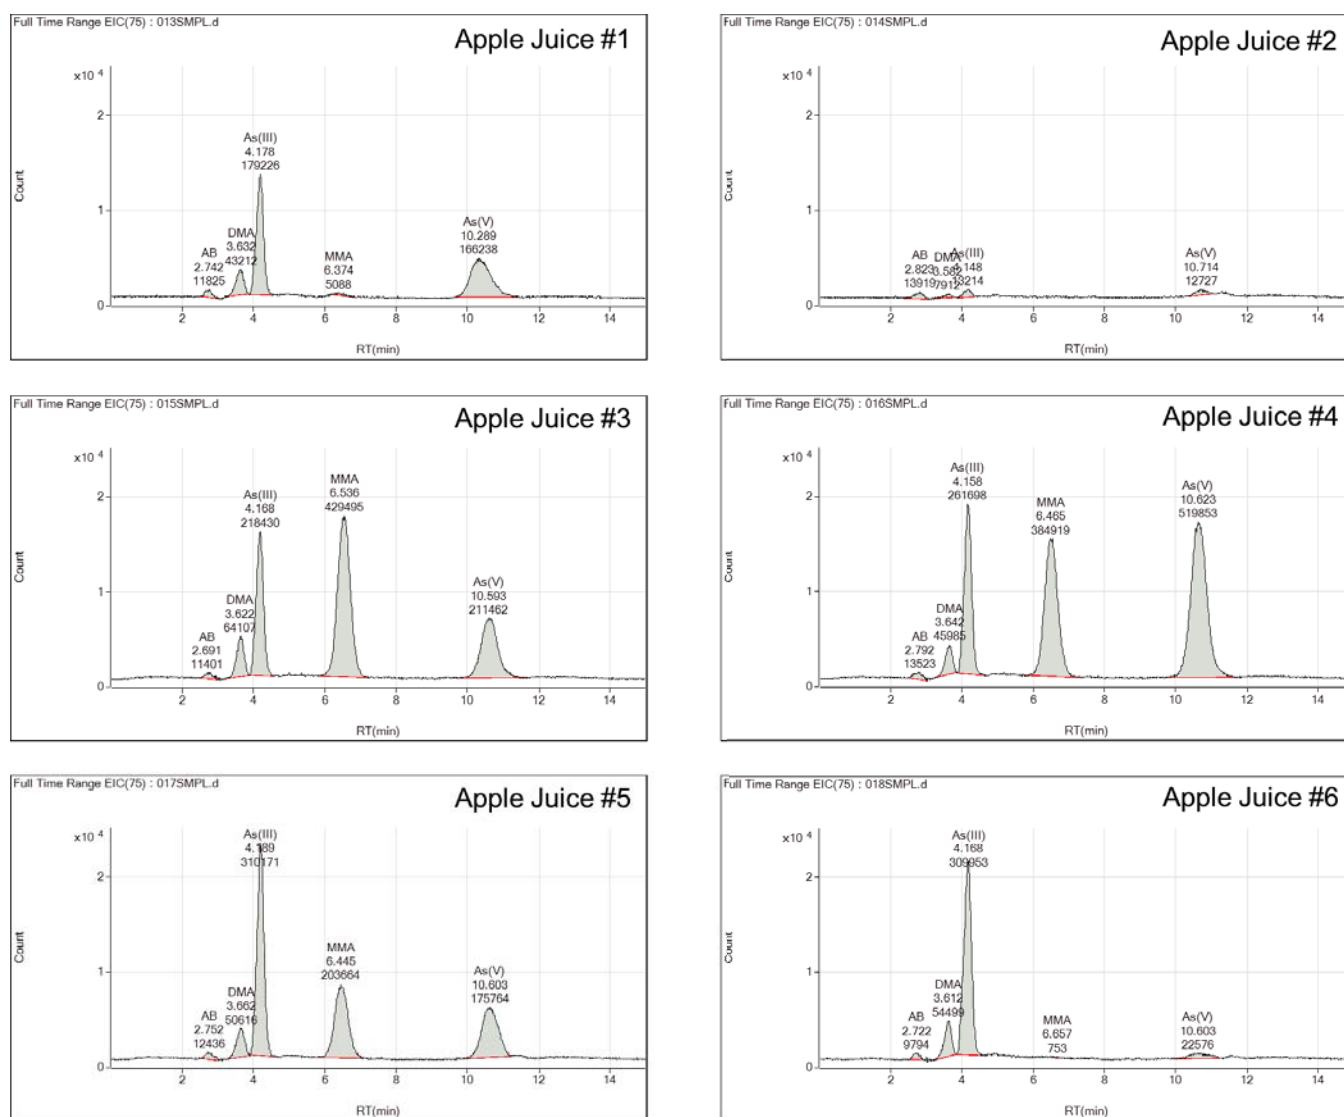 Full Time Range EIC(75) : 013SMPL.d
Apple Juice #1
x10 4
Count
2
1
0
AB
2.742
11825
DMA
3.632
43212
As(III)
4.178
179226
MMA
6.374
5088
As(V)
10.289
166238
2 4 6 8 10 12 14
RT(min)
Full Time Range EIC(75) : 014SMPL.d
Apple Juice #2
x10 4
Count
2
1
0
AB
2.823
13919
DMA
3.582
7912
As(III)
4.148
13214
As(V)
10.714
12727
2 4 6 8 10 12 14
RT(min)
Full Time Range EIC(75) : 015SMPL.d
Apple Juice #3
x10 4
Count
2
1
0
AB
2.691
11401
DMA
3.622
64107
As(III)
4.168
218430
MMA
6.536
429495
As(V)
10.593
211462
2 4 6 8 10 12 14
RT(min)
Full Time Range EIC(75) : 016SMPL.d
Apple Juice #4
x10 4
Count
2
1
0
AB
2.792
13523
DMA
3.642
45985
As(III)
4.158
261698
MMA
6.465
384919
As(V)
10.623
519853
2 4 6 8 10 12 14
RT(min)
Full Time Range EIC(75) : 017SMPL.d
Apple Juice #5
x10 4
Count
2
1
0
AB
2.752
12436
DMA
3.662
50616
As(III)
4.189
310171
MMA
6.445
203664
As(V)
10.603
175764
2 4 6 8 10 12 14
RT(min)
Full Time Range EIC(75) : 018SMPL.d
Apple Juice #6
x10 4
Count
2
1
0
AB
2.722
9794
DMA
3.612
54499
As(III)
4.168
309953
MMA
6.657
753
As(V)
10.603
22576
2 4 6 8 10 12 14
RT(min)